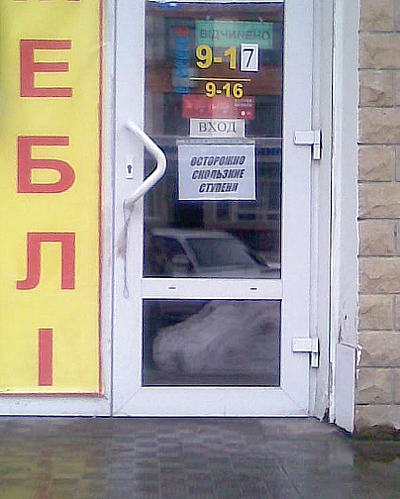 ЕБЛІ
ВІДЧИНЕНО
9-17
9-16
ВХОД
ОСТОРОЖНО
СКОЛЬЗКИЕ
СТУПЕНИ